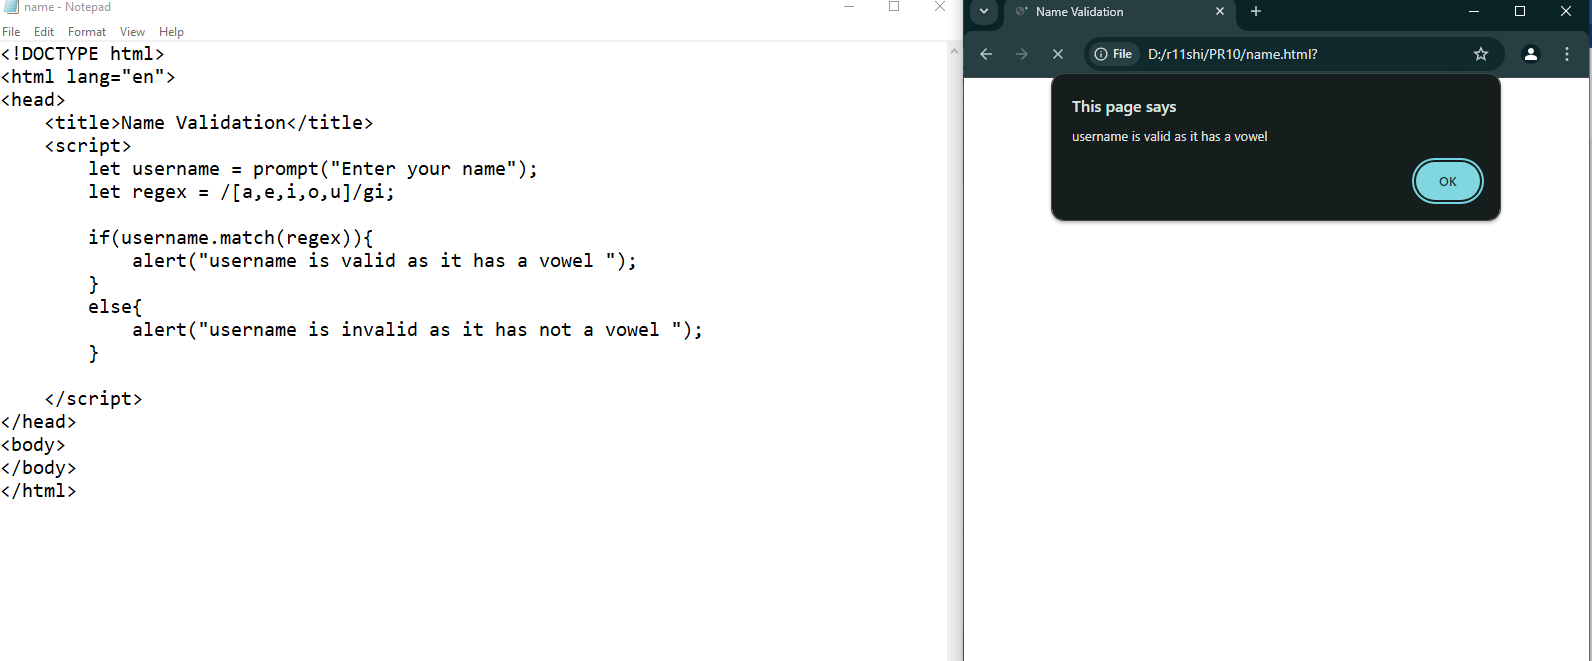 name - Notepad
File Edit Format View Help
<!DOCTYPE html>
<html lang="en">
<head>
    <title>Name Validation</title>
    <script>
        let username = prompt("Enter your name");
        let regex = /[a,e,i,o,u]/gi;

        if(username.match(regex)){
            alert("username is valid as it has a vowel ");
        }
        else{
            alert("username is invalid as it has not a vowel ");
        }

    </script>
</head>
<body>
</body>
</html>
Name Validation
File D:/r11shi/PR10/name.html?
This page says
username is valid as it has a vowel
OK